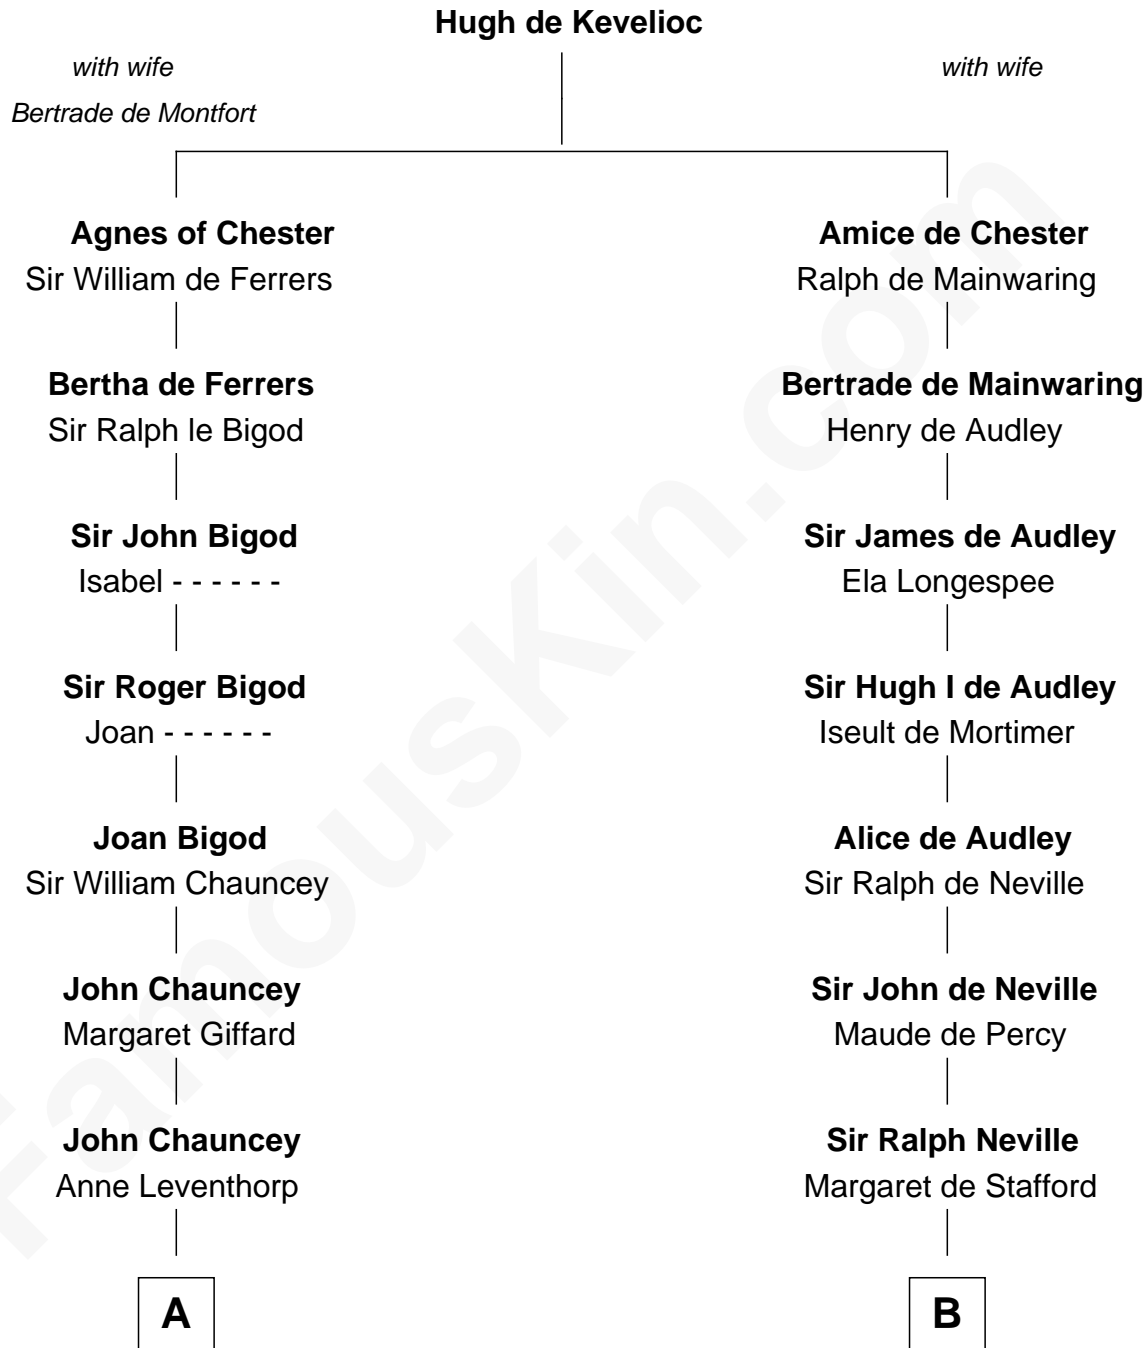 Hugh de Kevelioc
with wife
Bertrade de Montfort
with wife
Agnes of Chester
Sir William de Ferrers
Amice de Chester
Ralph de Mainwaring
Bertha de Ferrers
Sir Ralph le Bigod
Bertrade de Mainwaring
Henry de Audley
Sir John Bigod
Isabel - - - - - -
Sir James de Audley
Ela Longespee
Sir Roger Bigod
Joan - - - - - -
Sir Hugh I de Audley
Iseult de Mortimer
Joan Bigod
Sir William Chauncey
Alice de Audley
Sir Ralph de Neville
John Chauncey
Margaret Giffard
Sir John de Neville
Maude de Percy
John Chauncey
Anne Leventhorp
Sir Ralph Neville
Margaret de Stafford
A
B
FamousKin.com